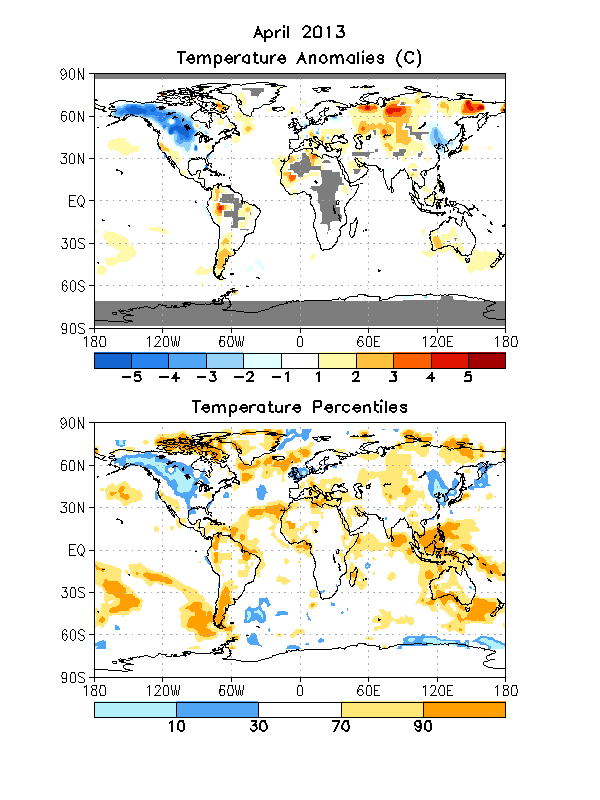 April 2013
Temperature Anomalies (C)
90N
60N
30N
EQ
30S
60S
90S
180 120W 60W 0 60E 120E 180
-5 -4 -3 -2 -1 1 2 3 4 5
Temperature Percentiles
90N
60N
30N
EQ
30S
60S
90S
180 120W 60W 0 60E 120E 180
10 30 70 90